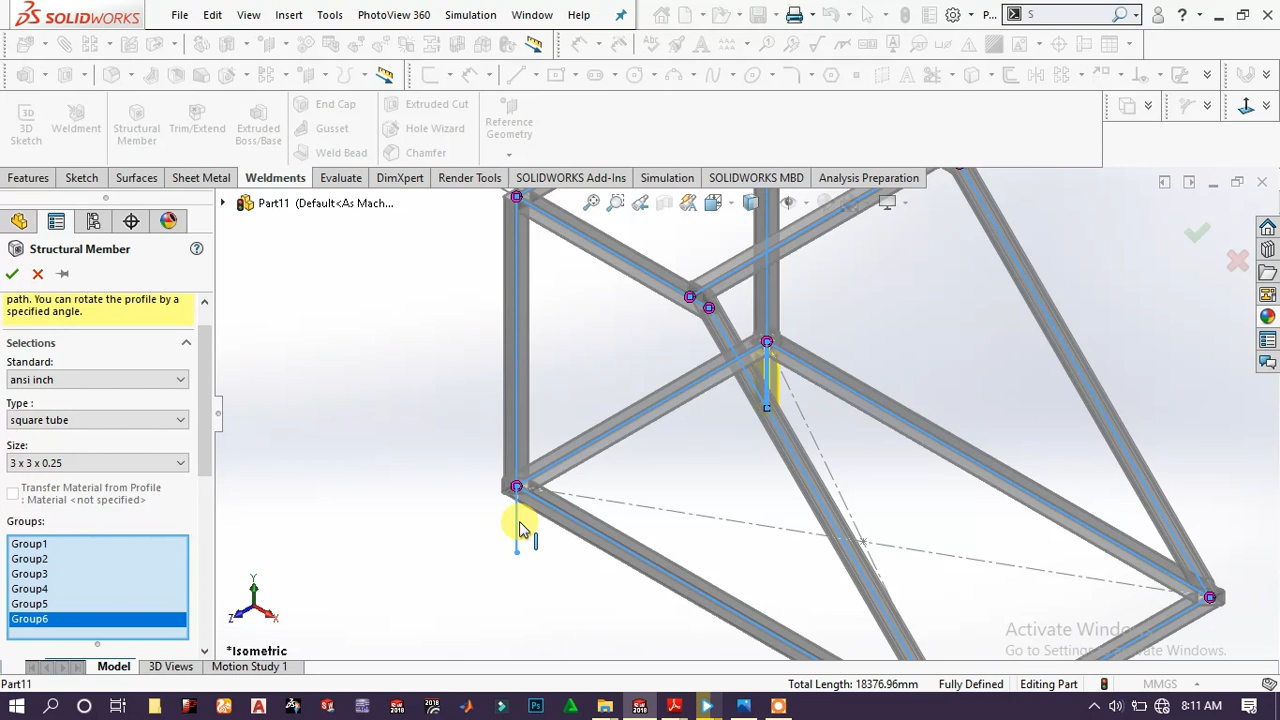 SOLIDWORKS
File Edit View Insert Tools PhotoView 360 Simulation Window Help
P...
S
?
3D Sketch
Weldment
Structural Member
Trim/Extend
Extruded Boss/Base
End Cap
Gusset
Weld Bead
Extruded Cut
Hole Wizard
Chamfer
Reference Geometry
Features Sketch Surfaces Sheet Metal Weldments Evaluate DimXpert Render Tools SOLIDWORKS Add-Ins Simulation SOLIDWORKS MBD Analysis Preparation
Part11 (Default<As Mach...
Structural Member
path. You can rotate the profile by a
specified angle.
Selections
Standard:
ansi inch
Type :
square tube
Size:
3 x 3 x 0.25
Transfer Material from Profile
: Material <not specified>
Groups:
Group1
Group2
Group3
Group4
Group5
Group6
Y
Z
X
*Isometric
Activate Windows
Go to Settings to Activate Windows.
Model 3D Views Motion Study 1
Part11
Total Length: 18376.96mm Fully Defined Editing Part MMGS
8:11 AM